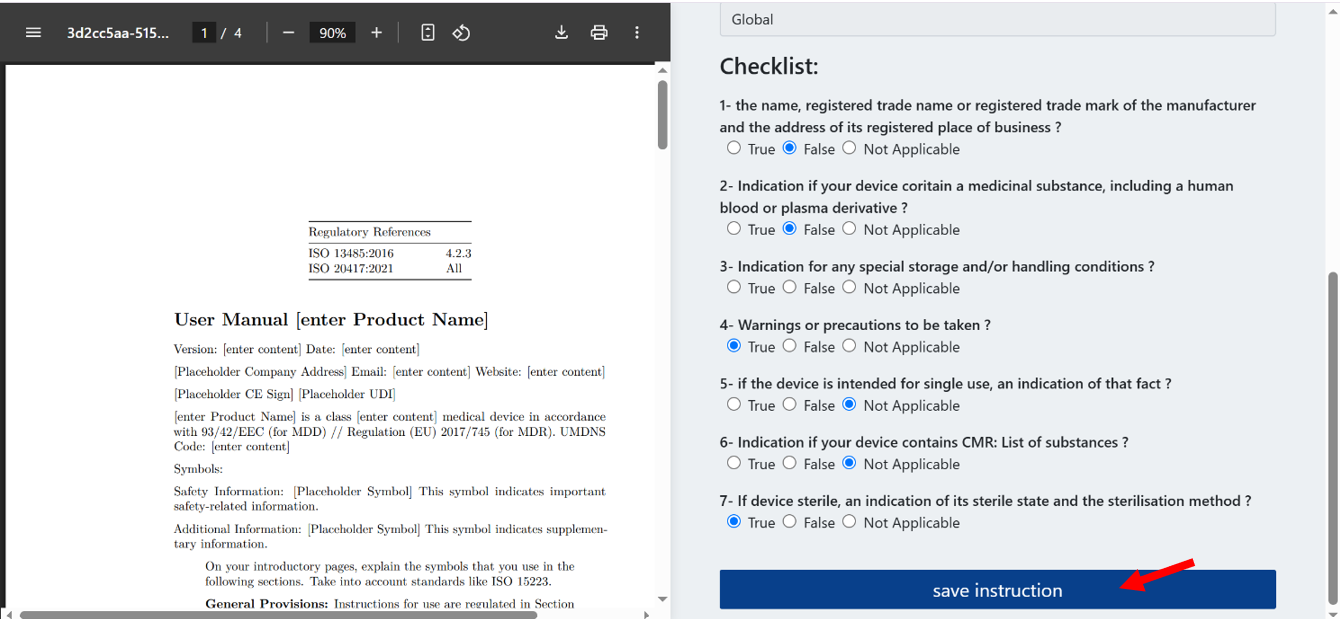 3d2cc5aa-515...
1 / 4
90%
Regulatory References
ISO 13485:2016 4.2.3
ISO 20417:2021 All
User Manual [enter Product Name]
Version: [enter content] Date: [enter content]
[Placeholder Company Address] Email: [enter content] Website: [enter content]
[Placeholder CE Sign] [Placeholder UDI]
[enter Product Name] is a class [enter content] medical device in accordance
with 93/42/EEC (for MDD) // Regulation (EU) 2017/745 (for MDR). UMDNS
Code: [enter content]
Symbols:
Safety Information: [Placeholder Symbol] This symbol indicates important
safety-related information.
Additional Information: [Placeholder Symbol] This symbol indicates supplemen-
tary information.
On your introductory pages, explain the symbols that you use in the
following sections. Take into account standards like ISO 15223.
General Provisions: Instructions for use are regulated in Section
Global
Checklist:
1- the name, registered trade name or registered trade mark of the manufacturer
and the address of its registered place of business ?
True False Not Applicable
2- Indication if your device coritain a medicinal substance, including a human
blood or plasma derivative ?
True False Not Applicable
3- Indication for any special storage and/or handling conditions ?
True False Not Applicable
4- Warnings or precautions to be taken ?
True False Not Applicable
5- if the device is intended for single use, an indication of that fact ?
True False Not Applicable
6- Indication if your device contains CMR: List of substances ?
True False Not Applicable
7- If device sterile, an indication of its sterile state and the sterilisation method ?
True False Not Applicable
save instruction